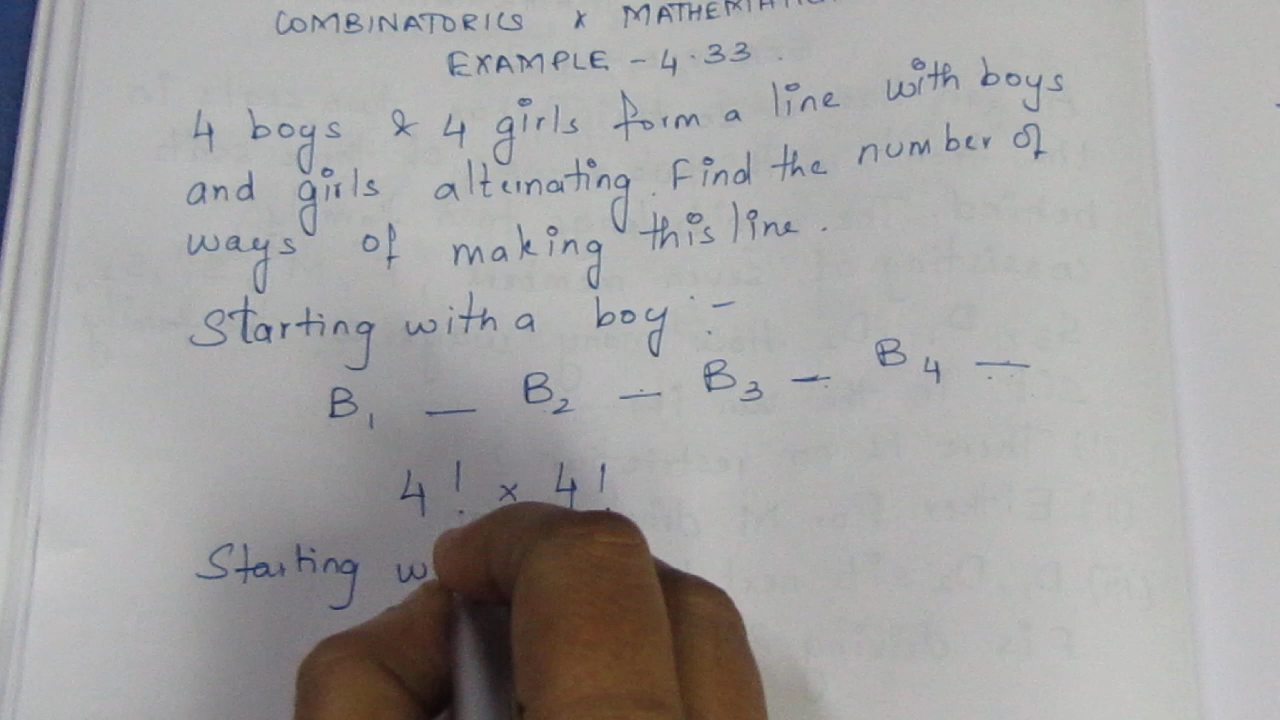 COMBINATORICS X
EXAMPLE - 4.33
4 boys & 4 girls form a line with boys
and girls alternating. Find the number of
ways of making this line.
Starting with a boy :-
B₁ — B₂ — B₃ — B₄ —
4! × 4!
Starting w